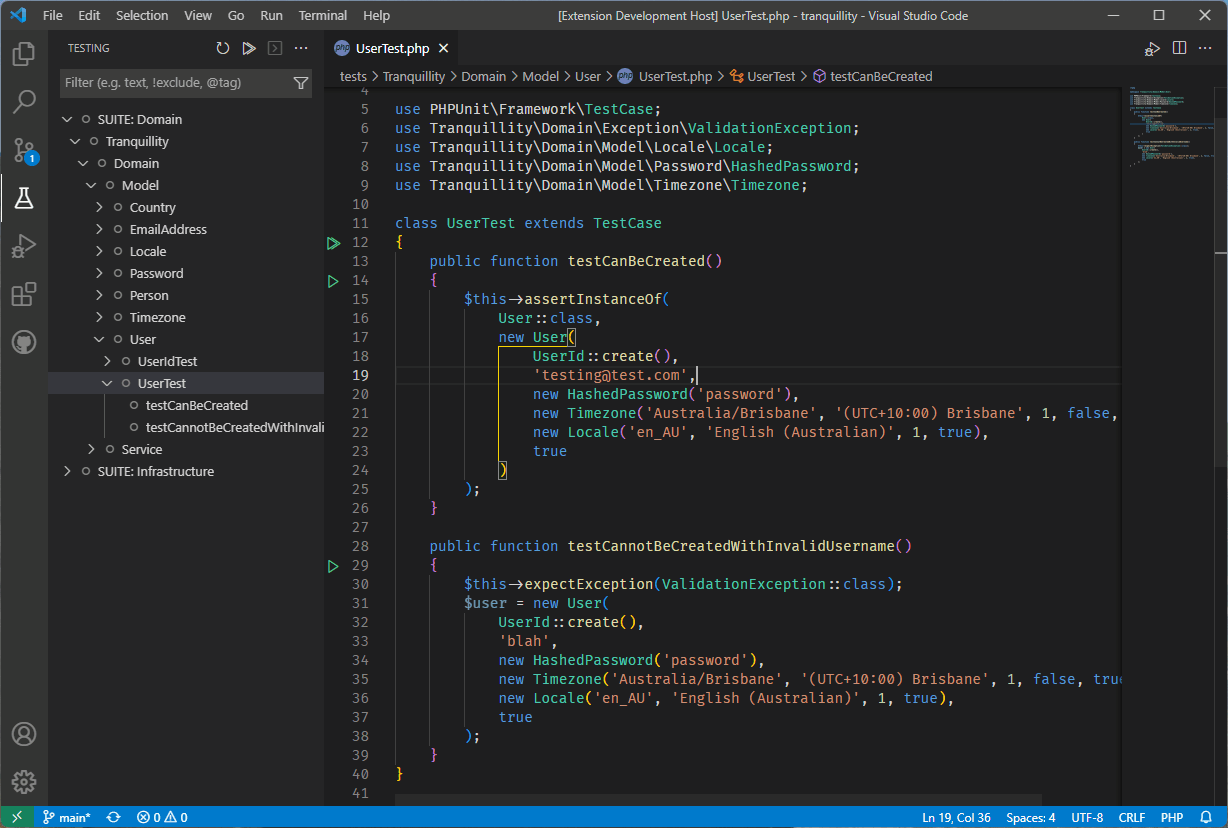 File Edit Selection View Go Run Terminal Help
[Extension Development Host] UserTest.php - tranquillity - Visual Studio Code
TESTING
Filter (e.g. text, !exclude, @tag)
SUITE: Domain
Tranquillity
Domain
Model
Country
EmailAddress
Locale
Password
Person
Timezone
User
UserIdTest
UserTest
testCanBeCreated
testCannotBeCreatedWithInvali
Service
SUITE: Infrastructure
1
php UserTest.php
tests > Tranquillity > Domain > Model > User > php UserTest.php > UserTest > testCanBeCreated
4
5 use PHPUnit\Framework\TestCase;
6 use Tranquillity\Domain\Exception\ValidationException;
7 use Tranquillity\Domain\Model\Locale\Locale;
8 use Tranquillity\Domain\Model\Password\HashedPassword;
9 use Tranquillity\Domain\Model\Timezone\Timezone;
10
11 class UserTest extends TestCase
12 {
13 public function testCanBeCreated()
14 {
15 $this->assertInstanceOf(
16 User::class,
17 new User(
18 UserId::create(),
19 'testing@test.com',
20 new HashedPassword('password'),
21 new Timezone('Australia/Brisbane', '(UTC+10:00) Brisbane', 1, false,
22 new Locale('en_AU', 'English (Australian)', 1, true),
23 true
24 )
25 );
26 }
27
28 public function testCannotBeCreatedWithInvalidUsername()
29 {
30 $this->expectException(ValidationException::class);
31 $user = new User(
32 UserId::create(),
33 'blah',
34 new HashedPassword('password'),
35 new Timezone('Australia/Brisbane', '(UTC+10:00) Brisbane', 1, false, true
36 new Locale('en_AU', 'English (Australian)', 1, true),
37 true
38 );
39 }
40 }
41
main* 0 0 Ln 19, Col 36 Spaces: 4 UTF-8 CRLF PHP